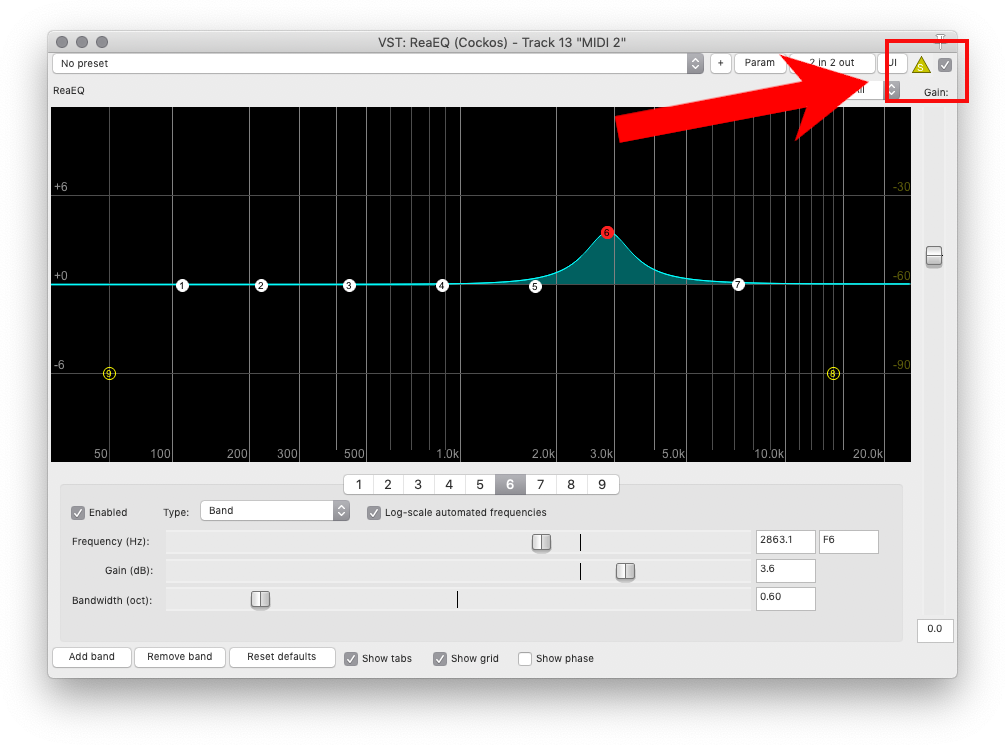 VST: ReaEQ (Cockos) - Track 13 "MIDI 2"
No preset + Param 2 in 2 out UI S
ReaEQ Gain:
+6 -30
+0 -60
1 2 3 4 5 6 7
-6 -90
9 8
50 100 200 300 500 1.0k 2.0k 3.0k 5.0k 10.0k 20.0k
1 2 3 4 5 6 7 8 9
Enabled Type: Band Log-scale automated frequencies
Frequency (Hz): 2863.1 F6
Gain (dB): 3.6
Bandwidth (oct): 0.60
0.0
Add band Remove band Reset defaults Show tabs Show grid Show phase